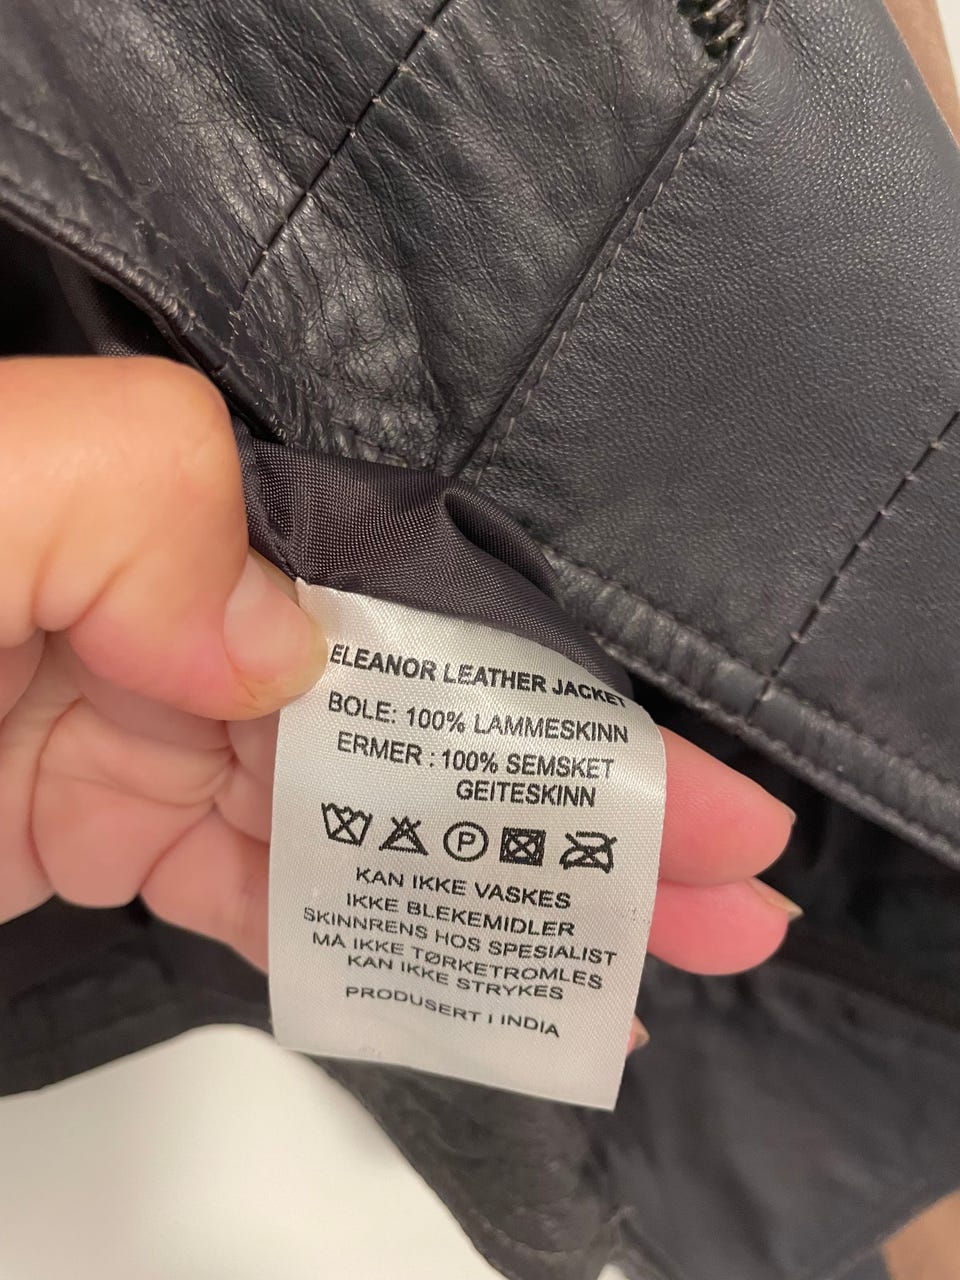 ELEANOR LEATHER JACKET
BOLE: 100% LAMMESKINN
ERMER : 100% SEMSKET
GEITESKINN
P
KAN IKKE VASKES
IKKE BLEKEMIDLER
SKINNRENS HOS SPESIALIST
MÅ IKKE TØRKETROMLES
KAN IKKE STRYKES
PRODUSERT I INDIA